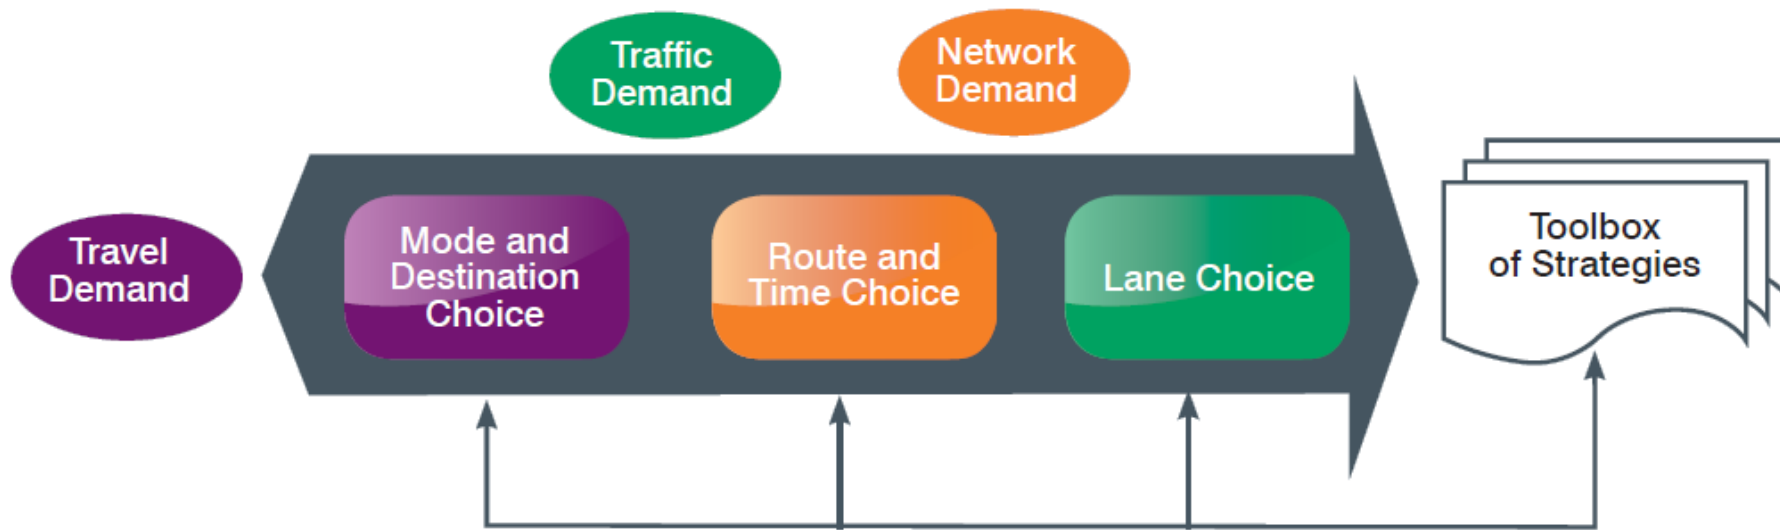 Traffic
Demand
Network
Demand
Travel
Demand
Mode and
Destination
Choice
Route and
Time Choice
Lane Choice
Toolbox
of Strategies